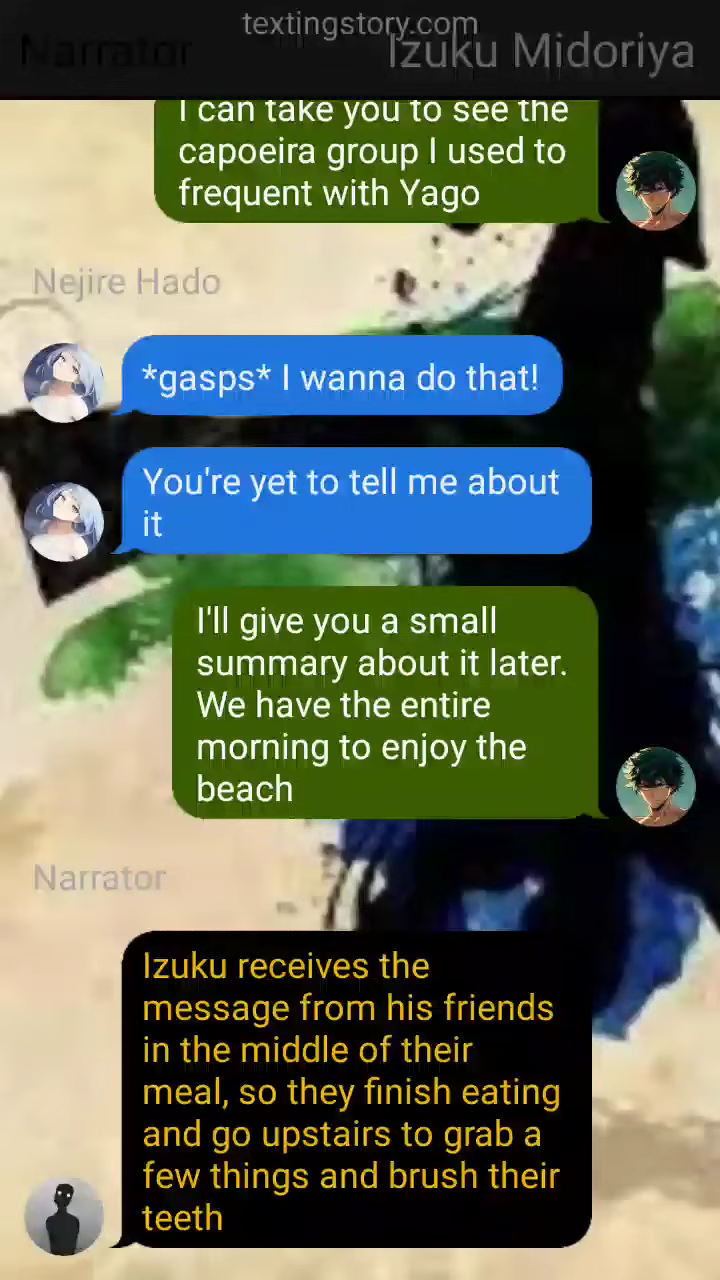 textingstory.com
Narrator
Izuku Midoriya
I can take you to see the
capoeira group I used to
frequent with Yago
Nejire Hado
*gasps* I wanna do that!
You're yet to tell me about
it
I'll give you a small
summary about it later.
We have the entire
morning to enjoy the
beach
Narrator
Izuku receives the
message from his friends
in the middle of their
meal, so they finish eating
and go upstairs to grab a
few things and brush their
teeth